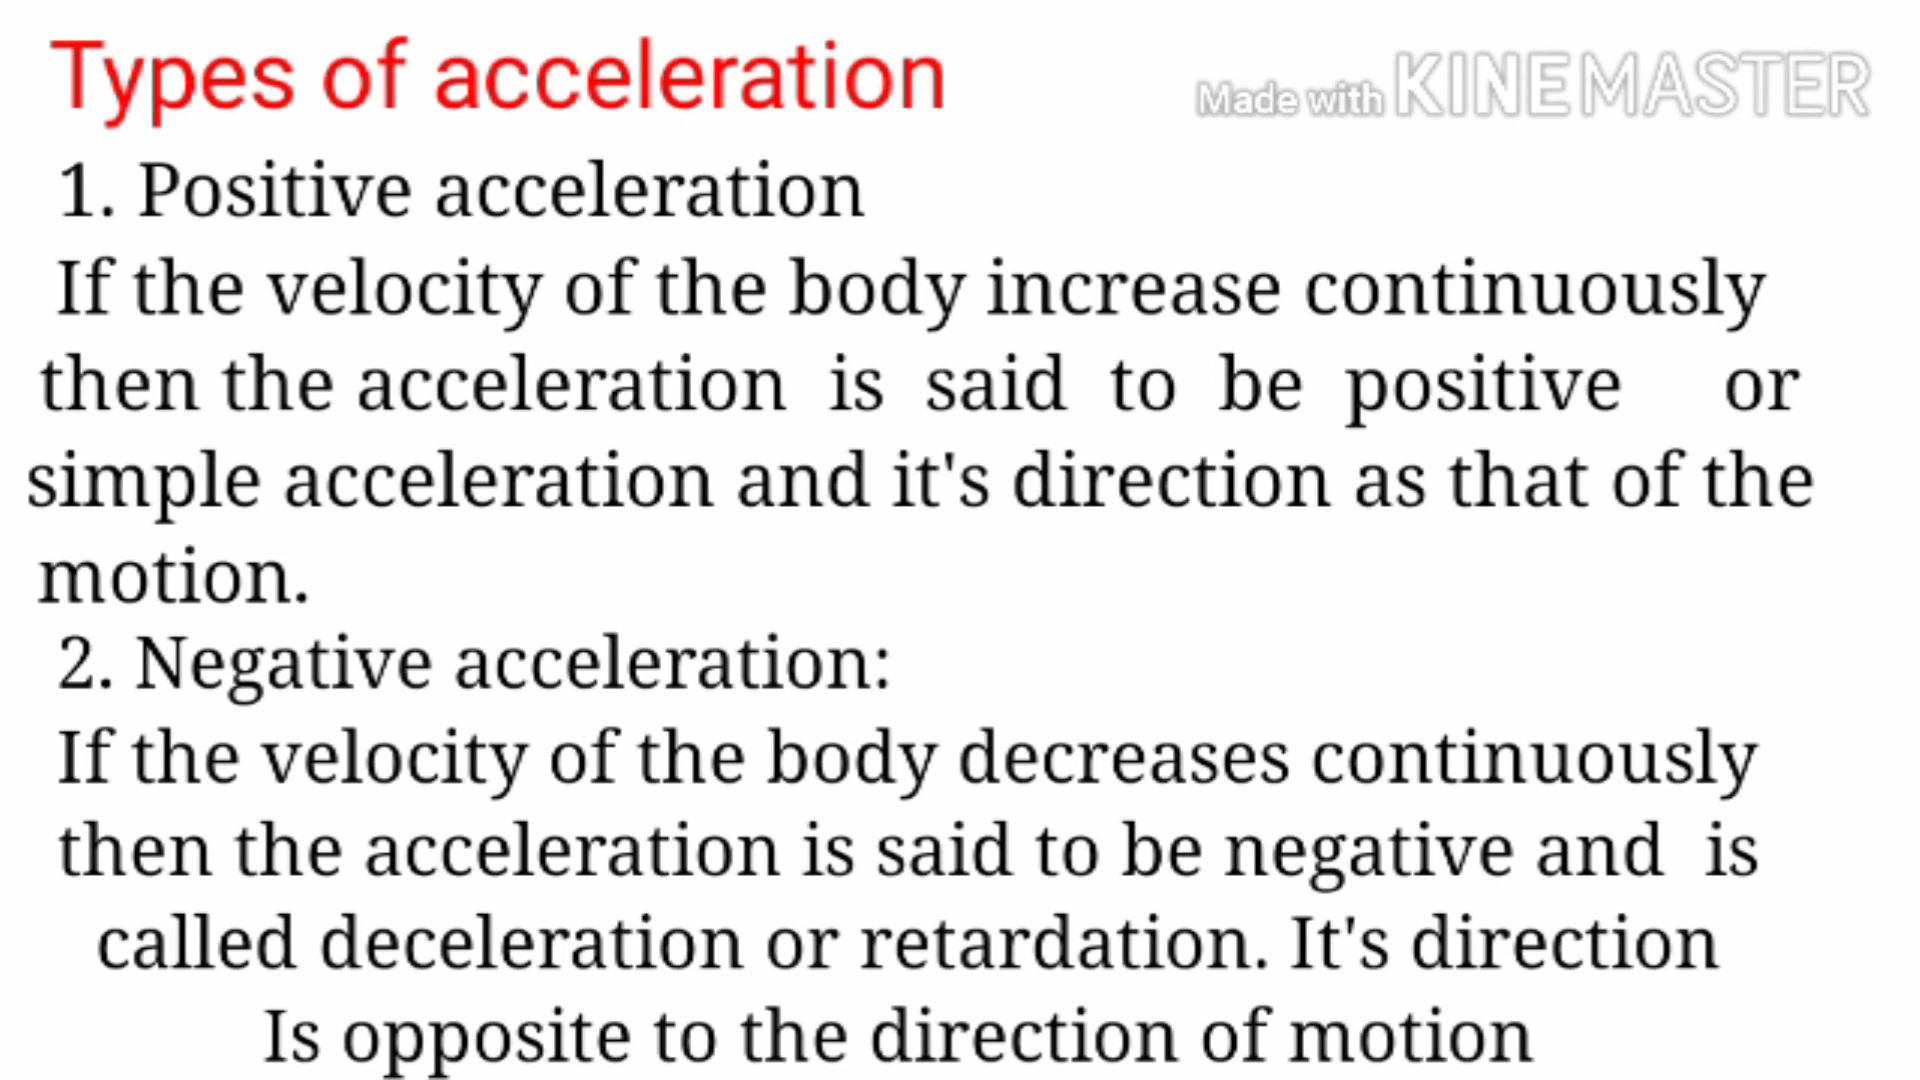 Types of acceleration
Made with KINEMASTER
1. Positive acceleration
If the velocity of the body increase continuously
then the acceleration is said to be positive or
simple acceleration and it's direction as that of the
motion.
2. Negative acceleration:
If the velocity of the body decreases continuously
then the acceleration is said to be negative and is
called deceleration or retardation. It's direction
Is opposite to the direction of motion